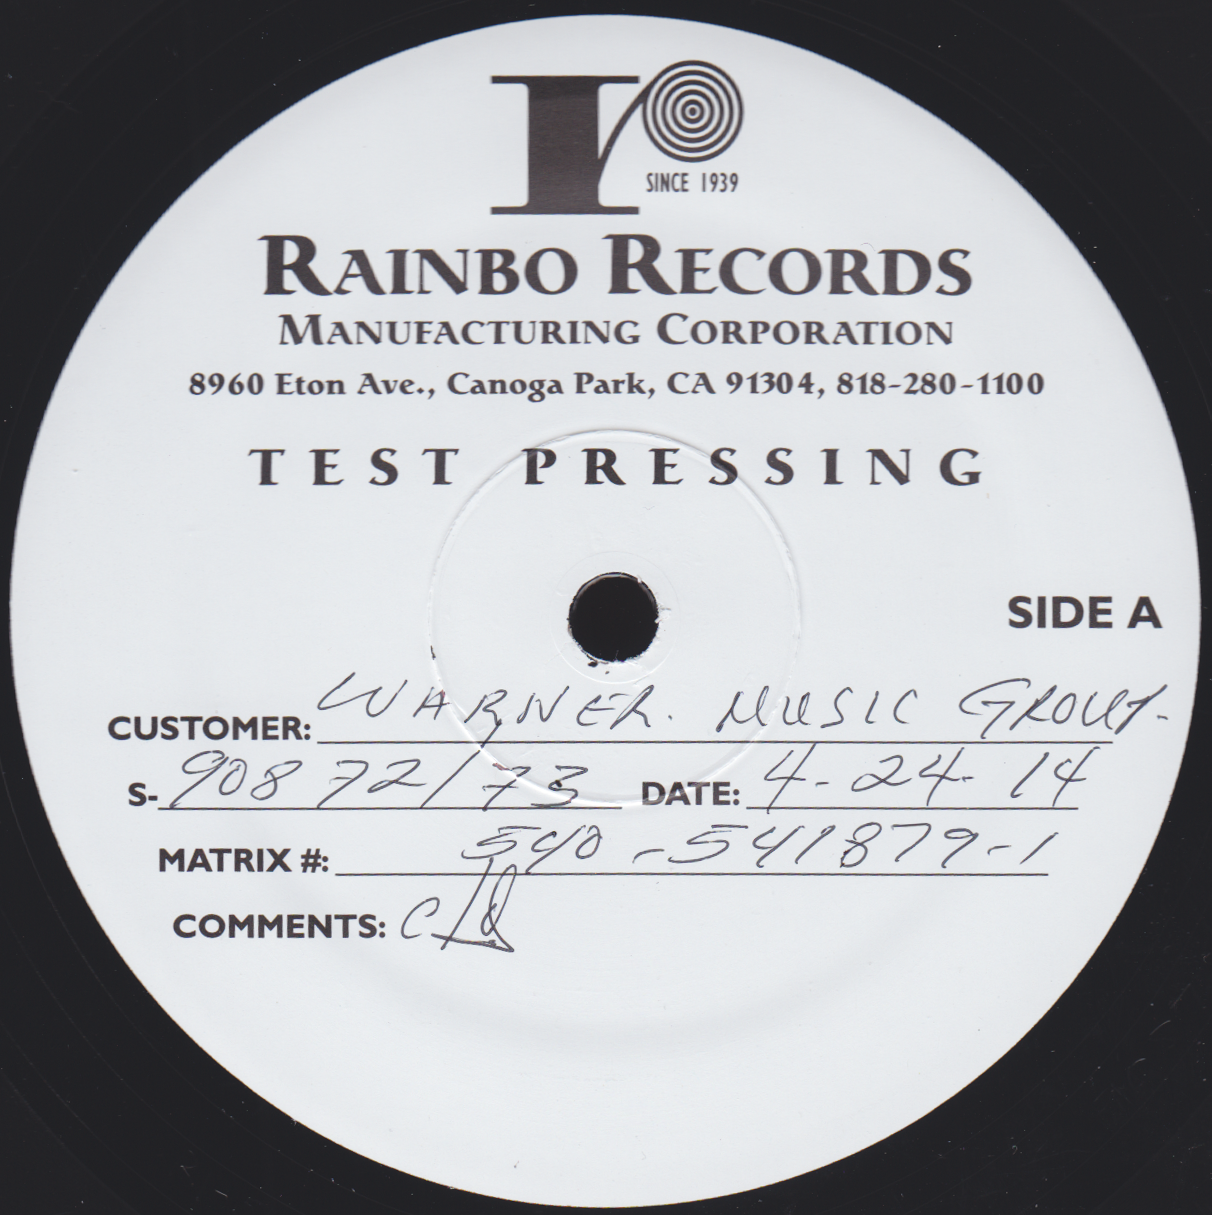 SINCE 1939
RAINBO RECORDS
MANUFACTURING CORPORATION
8960 Eton Ave., Canoga Park, CA 91304, 818-280-1100
TEST PRESSING
SIDE A
CUSTOMER: WARNER MUSIC GROUP
S- 90872/73 DATE: 4-24-14
MATRIX #: 540-541879-1
COMMENTS: